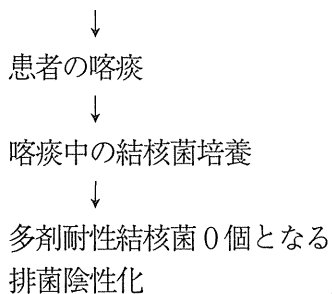 ↓
患者の喀痰
↓
喀痰中の結核菌培養
↓
多剤耐性結核菌0個となる
排菌陰性化